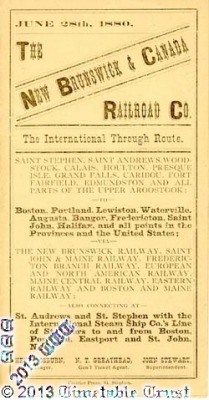 JUNE 28th, 1880.
THE
NEW BRUNSWICK & CANADA
RAILROAD CO.
The International Through Route.
SAINT STEPHEN, SAINT ANDREWS, WOOD-
STOCK, CALAIS, HOULTON, PRESQUE
ISLE, GRAND FALLS, CARIBOU, FORT
FAIRFIELD, EDMUNDSTON AND ALL
PARTS OF THE UPPER AROOSTOOK;
—TO—
Boston, Portland, Lewiston, Waterville,
Augusta, Bangor, Fredericton, Saint
John, Halifax, and all points in the
Provinces and the United States;
—VIA—
THE NEW BRUNSWICK RAILWAY, SAINT
JOHN & MAINE RAILWAY, FREDERIC-
TON BRANCH RAILWAY, EUROPEAN
AND NORTH AMERICAN RAILWAY,
MAINE CENTRAL RAILWAY, EASTERN
RAILWAY AND BOSTON AND MAINE
RAILWAY;
ALSO CONNECTING AT
St. Andrews and St. Stephen with the
International Steam Ship Co.'s Line
of to and from Boston,
Portland, Eastport and St. John,
N. T. GREATHEAD, JOHN STEWART,
Gen'l Ticket Agent. Superintendent.
2013
© 2013 Timetable Times